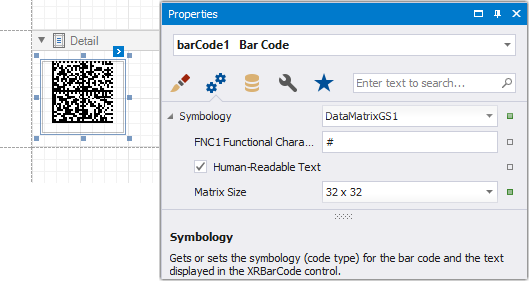 Detail
Properties
barCode1 Bar Code
Enter text to search...
Symbology DataMatrixGS1
FNC1 Functional Chara... #
Human-Readable Text
Matrix Size 32 x 32
Symbology
Gets or sets the symbology (code type) for the bar code and the text
displayed in the XRBarCode control.